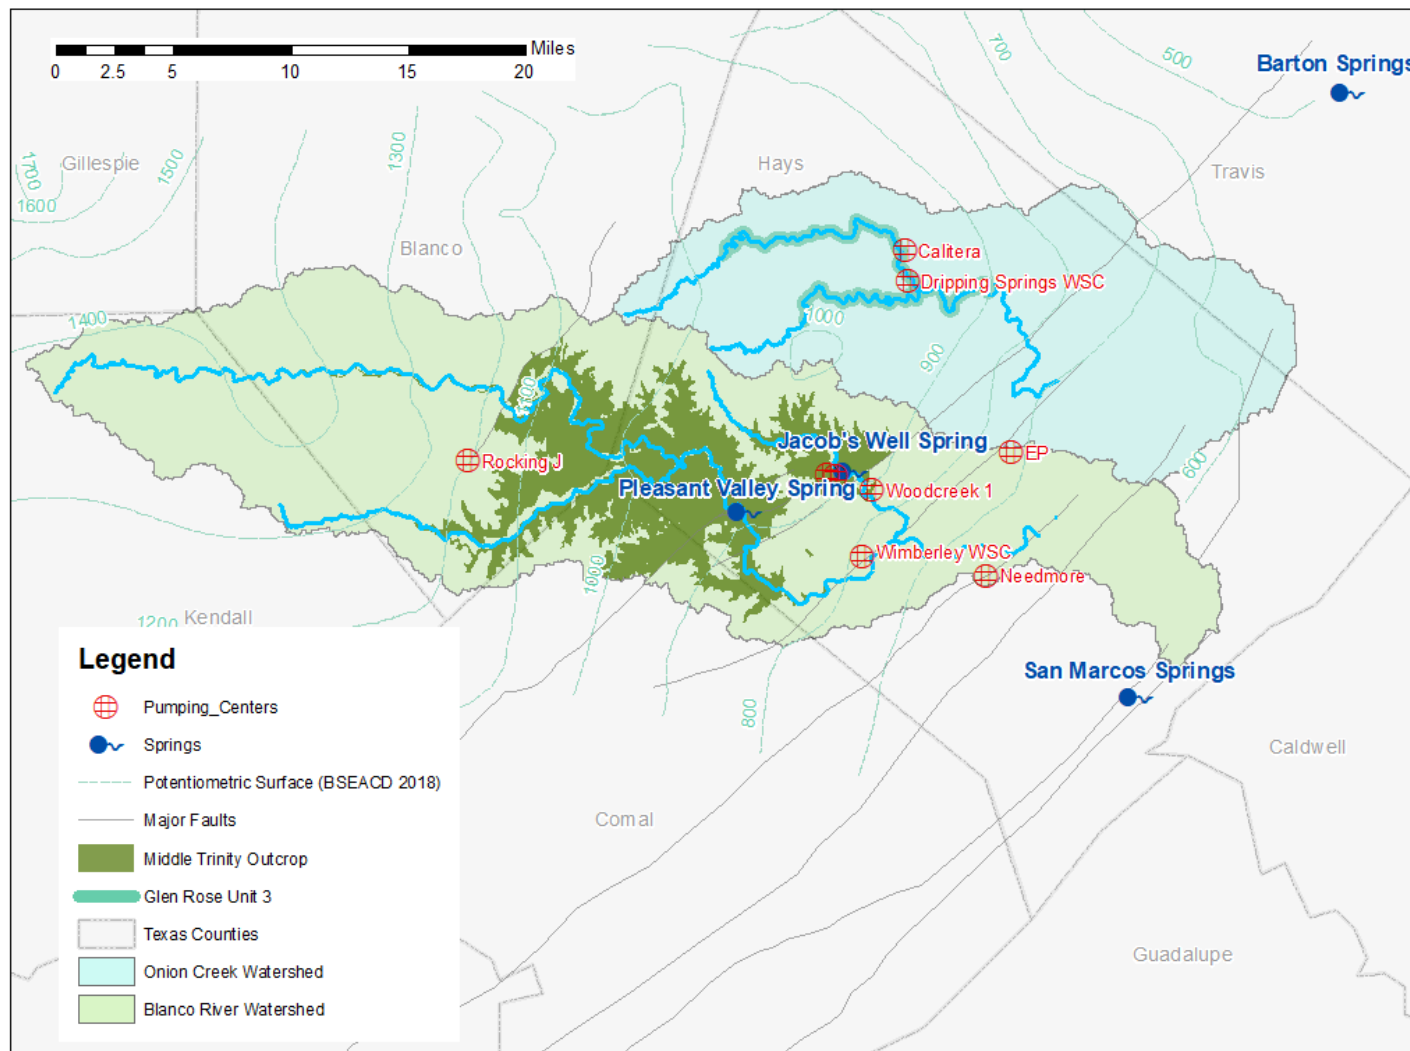 Miles
0 2.5 5 10 15 20
Barton Springs
700
500
Gillespie
1700
1600
1500
1300
Hays
Travis
Blanco
Calitera
Dripping Springs WSC
1400
1000
900
1100
Jacob's Well Spring
EP
600
Rocking J
Pleasant Valley Spring
Woodcreek 1
Wimberley WSC
Needmore
1000
Kendall
1200
San Marcos Springs
800
Caldwell
Comal
Guadalupe
Legend
Pumping_Centers
Springs
Potentiometric Surface (BSEACD 2018)
Major Faults
Middle Trinity Outcrop
Glen Rose Unit 3
Texas Counties
Onion Creek Watershed
Blanco River Watershed